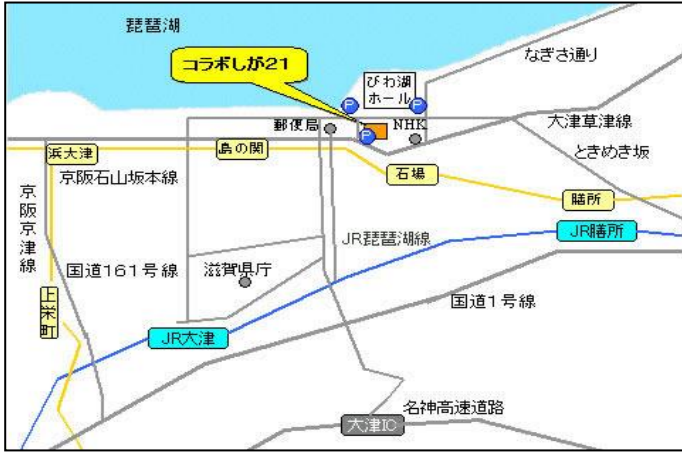 琵琶湖
コラボしが21
びわ湖
ホール
なぎさ通り
P
P
P
郵便局
NHK
大津草津線
浜大津
島の関
石場
ときめき坂
京阪石山坂本線
膳所
京阪京津線
JR琵琶湖線
JR膳所
国道161号線
滋賀県庁
上栄町
国道1号線
JR大津
名神高速道路
大津IC